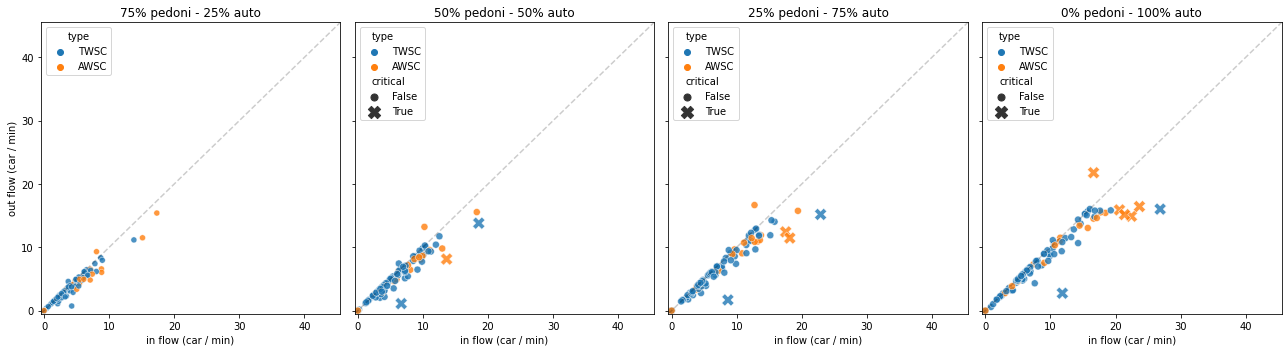 75% pedoni - 25% auto
type
TWSC
AWSC
40
30
20
10
0
out flow (car / min)
0 10 20 30 40
in flow (car / min)
50% pedoni - 50% auto
type
TWSC
AWSC
critical
False
True
0 10 20 30 40
in flow (car / min)
25% pedoni - 75% auto
type
TWSC
AWSC
critical
False
True
0 10 20 30 40
in flow (car / min)
0% pedoni - 100% auto
type
TWSC
AWSC
critical
False
True
0 10 20 30 40
in flow (car / min)